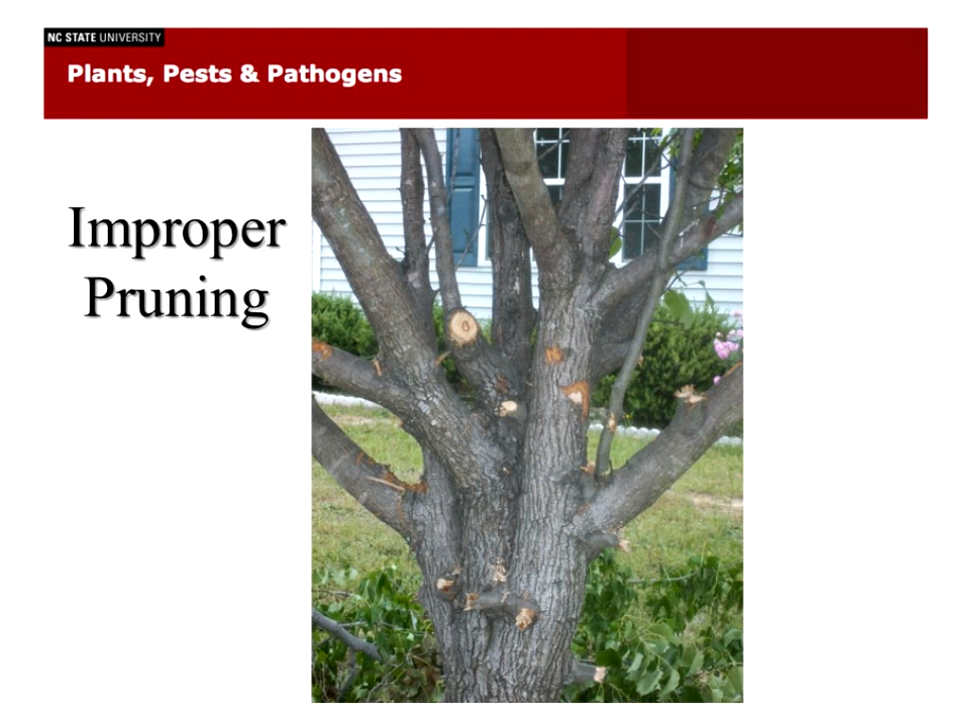 NC STATE UNIVERSITY
Plants, Pests & Pathogens
Improper
Pruning